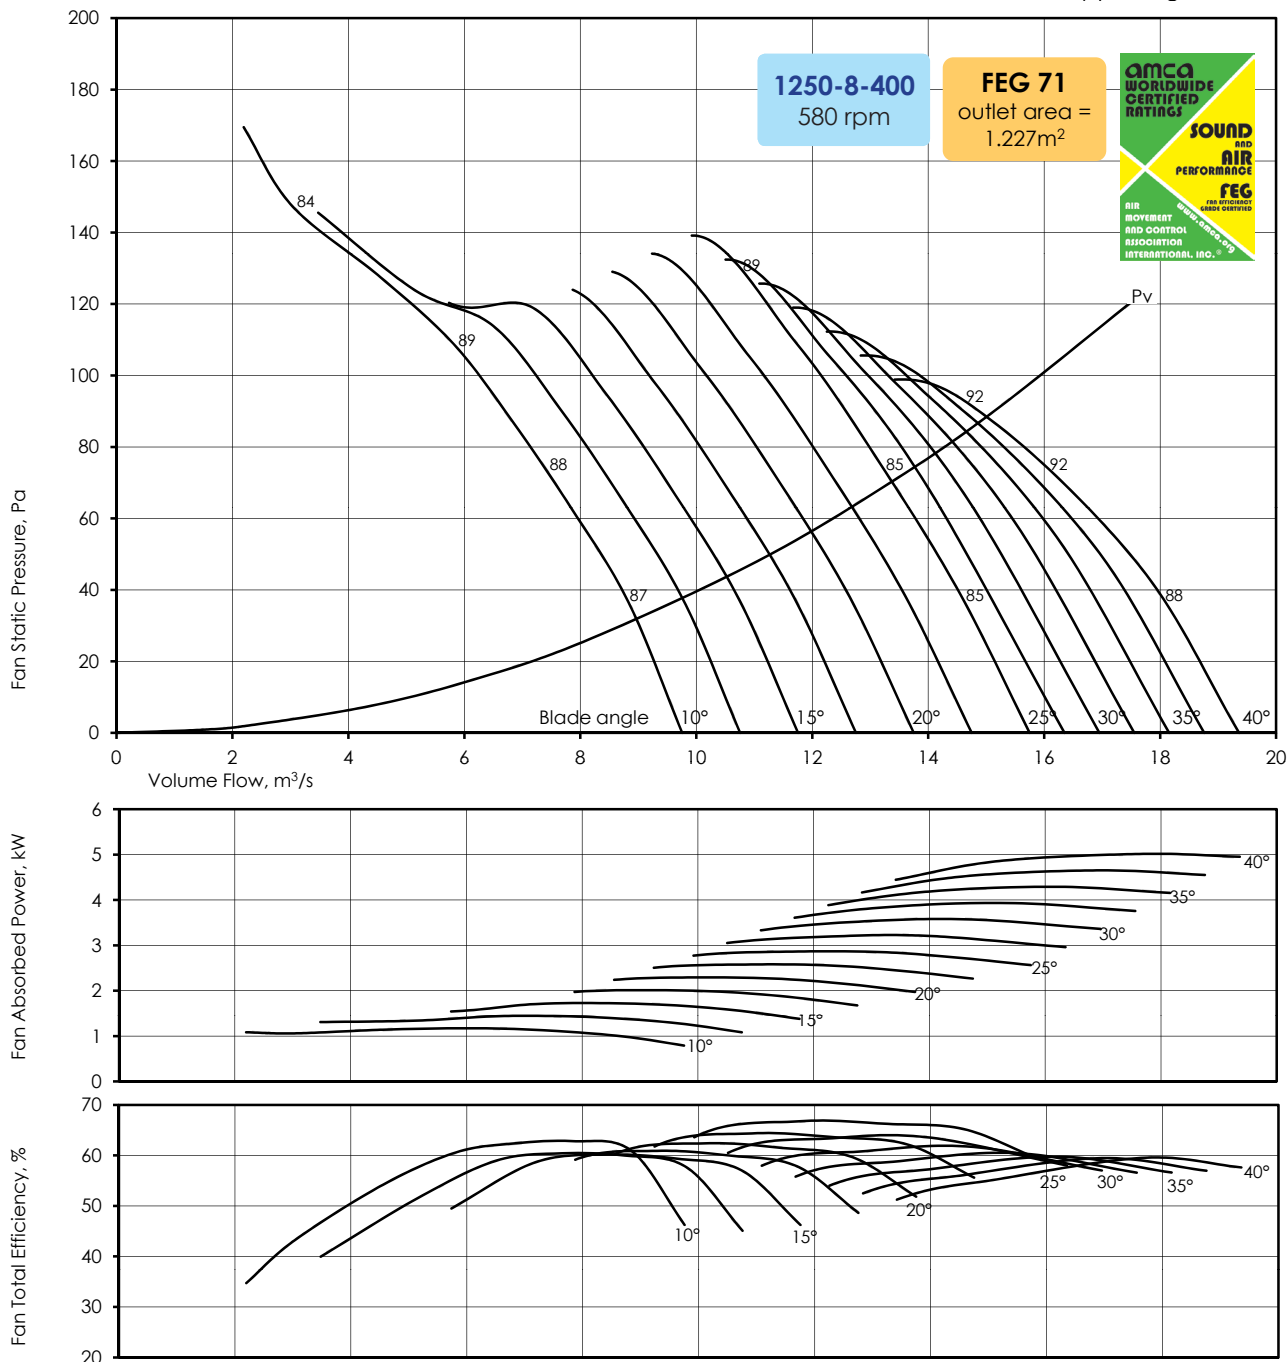 200
180
160
140
120
100
80
60
40
20
0
Fan Static Pressure, Pa
1250-8-400
580 rpm
FEG 71
outlet area =
1.227m²
amca
WORLDWIDE
CERTIFIED
RATINGS
SOUND
AND
AIR
PERFORMANCE
FEG
FAN EFFICIENCY
GRADE CERTIFIED
AIR
MOVEMENT
AND CONTROL
ASSOCIATION
INTERNATIONAL, INC.®
www.amca.org
84
89
Pv
89
92
88
85
92
87
85
88
Blade angle 10° 15° 20° 25° 30° 35° 40°
0 2 4 6 8 10 12 14 16 18 20
Volume Flow, m³/s
6
5
4
3
2
1
0
Fan Absorbed Power, kW
40°
35°
30°
25°
20°
15°
10°
70
60
50
40
30
20
Fan Total Efficiency, %
10°
15°
20°
25°
30°
35°
40°